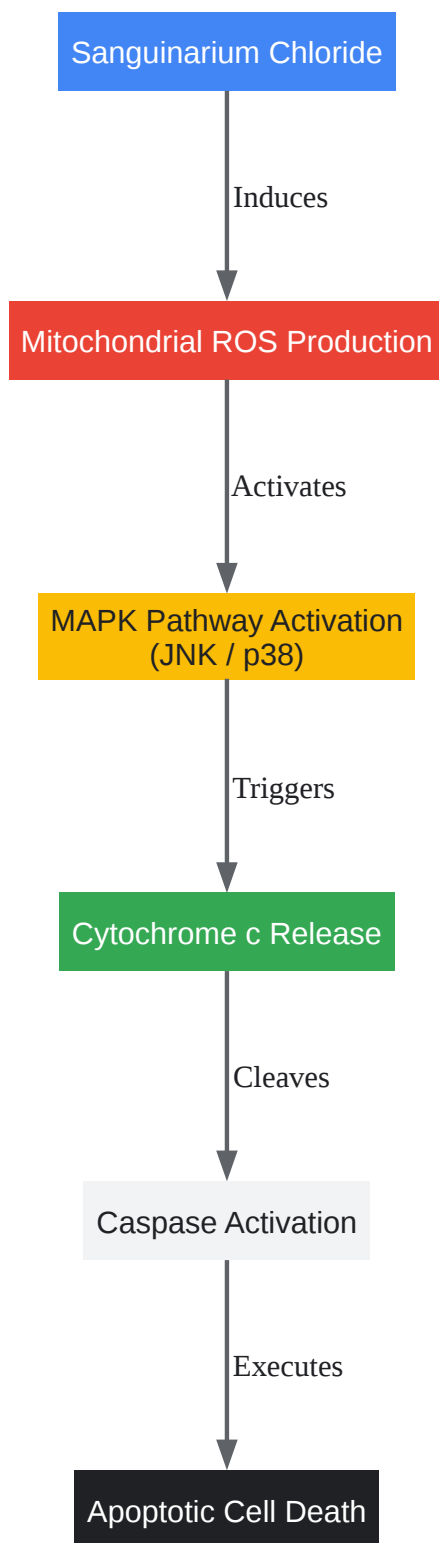 Sanguinarium Chloride
Induces
Mitochondrial ROS Production
Activates
MAPK Pathway Activation
(JNK / p38)
Triggers
Cytochrome c Release
Cleaves
Caspase Activation
Executes
Apoptotic Cell Death